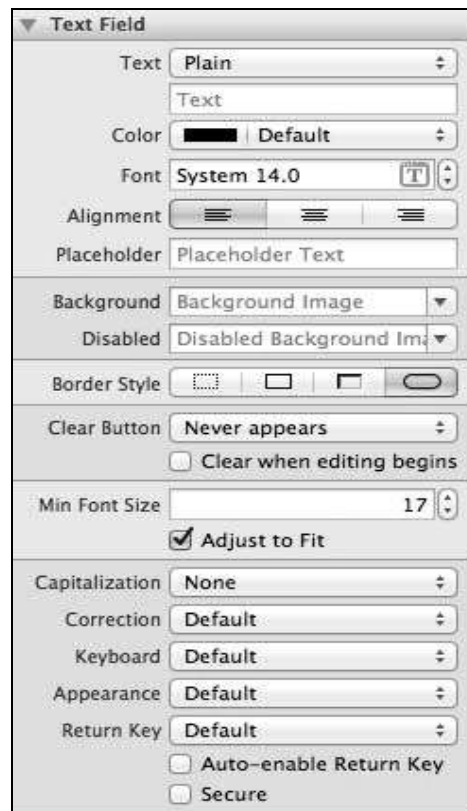 Text Field
Text Plain
Text
Color Default
Font System 14.0 T
Alignment
Placeholder Placeholder Text
Background Background Image
Disabled Disabled Background Ima
Border Style
Clear Button Never appears
Clear when editing begins
Min Font Size 17
Adjust to Fit
Capitalization None
Correction Default
Keyboard Default
Appearance Default
Return Key Default
Auto-enable Return Key
Secure